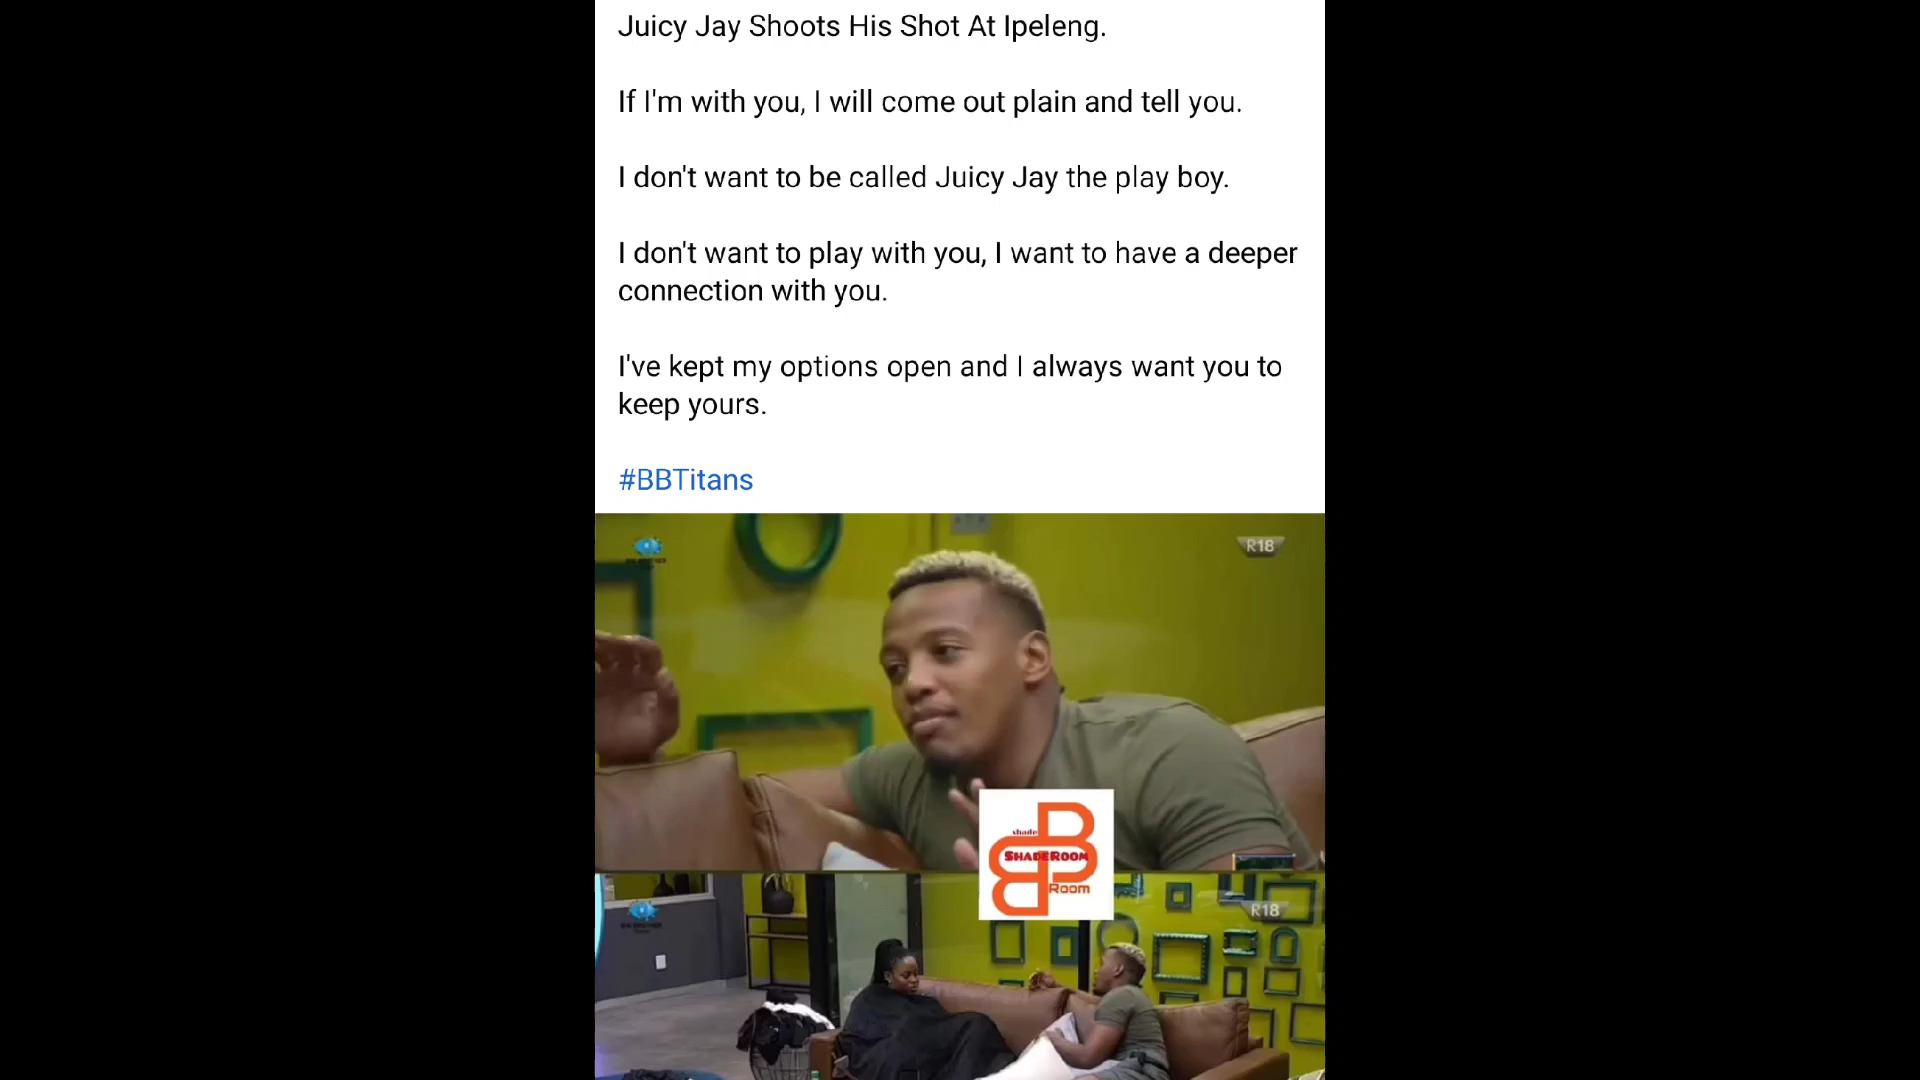 Juicy Jay Shoots His Shot At Ipeleng.
If I'm with you, I will come out plain and tell you.
I don't want to be called Juicy Jay the play boy.
I don't want to play with you, I want to have a deeper
connection with you.
I've kept my options open and I always want you to
keep yours.
#BBTitans
R18
shade
SHADEROOM
Room
R18